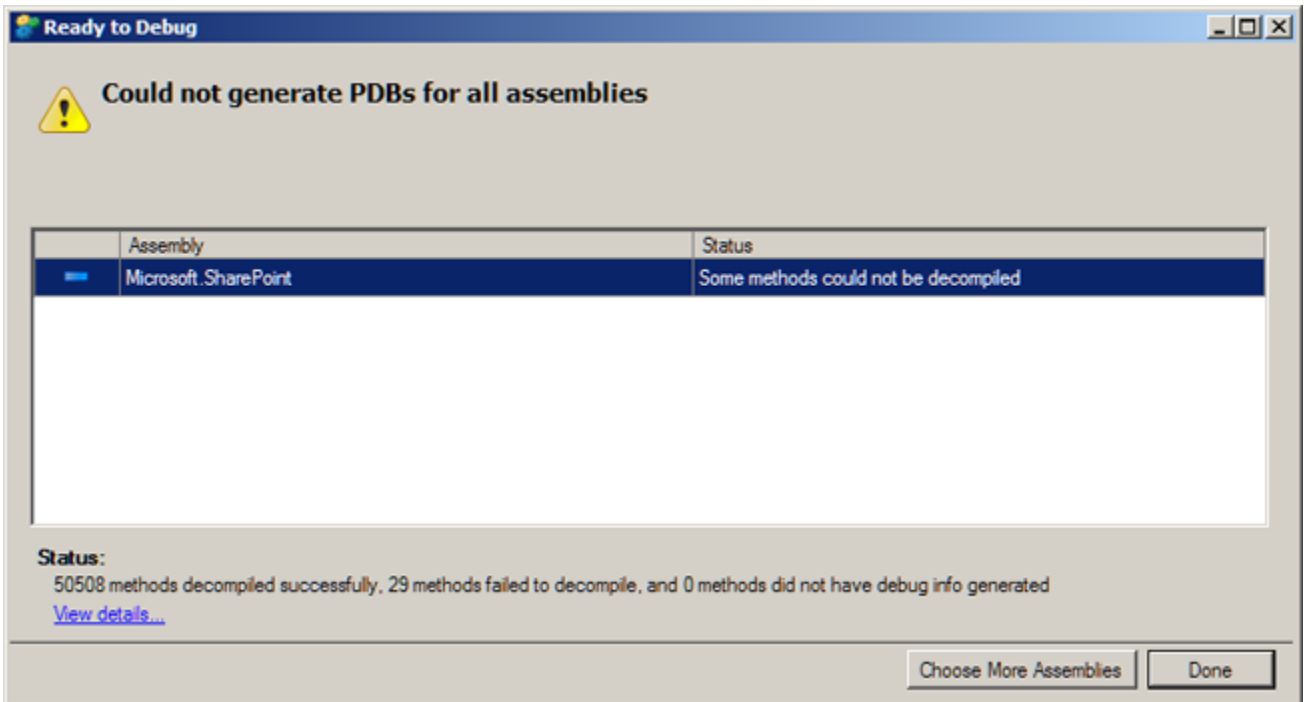 Ready to Debug
Could not generate PDBs for all assemblies
Assembly Status
Microsoft.SharePoint Some methods could not be decompiled
Status:
50508 methods decompiled successfully, 29 methods failed to decompile, and 0 methods did not have debug info generated
View details...
Choose More Assemblies Done